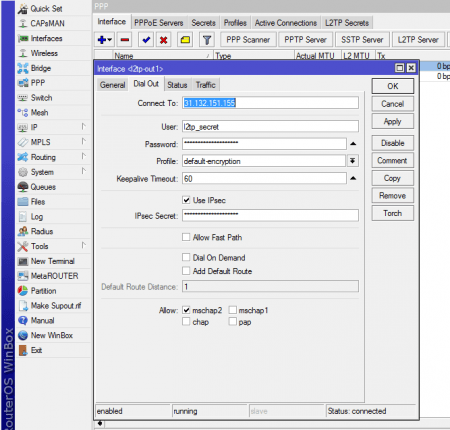 Quick Set
CAPsMAN
Interfaces
Wireless
Bridge
PPP
Switch
Mesh
IP
MPLS
Routing
System
Queues
Files
Log
Radius
Tools
New Terminal
MetaROUTER
Partition
Make Supout.rif
Manual
New WinBox
Exit
outerOS WinBox
PPP
Interface PPPoE Servers Secrets Profiles Active Connections L2TP Secrets
PPP Scanner PPTP Server SSTP Server L2TP Server
Name Type Actual MTU L2 MTU Tx
0 bp
0 bp
Interface <l2tp-out1>
General Dial Out Status Traffic
Connect To: 31.132.151.155
User: l2tp_secret
Password: ********************
Profile: default-encryption
Keepalive Timeout: 60
Use IPsec
IPsec Secret: ********************
Allow Fast Path
Dial On Demand
Add Default Route
Default Route Distance: 1
Allow: mschap2 mschap1
chap pap
OK
Cancel
Apply
Disable
Comment
Copy
Remove
Torch
enabled running slave Status: connected